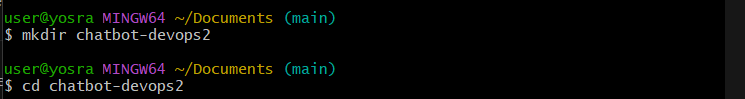 user@yosra MINGW64 ~/Documents (main)
$ mkdir chatbot-devops2
user@yosra MINGW64 ~/Documents (main)
$ cd chatbot-devops2